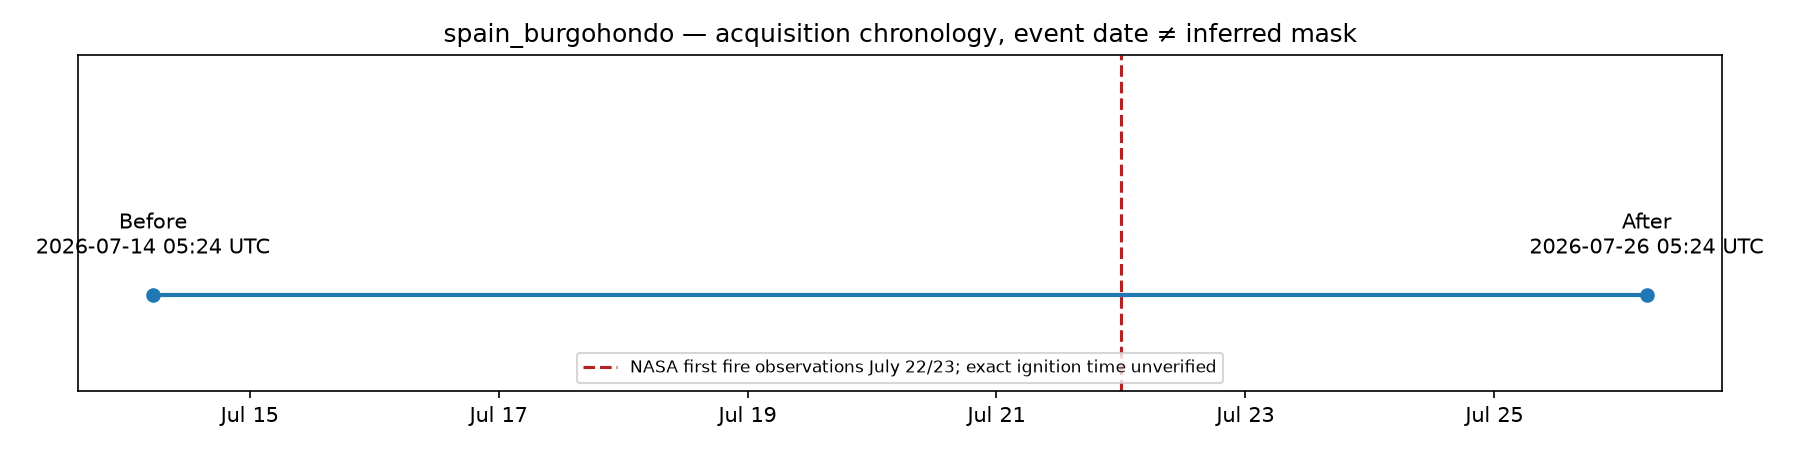 spain_burgohondo — acquisition chronology, event date ≠ inferred mask
Before
2026-07-14 05:24 UTC
After
2026-07-26 05:24 UTC
NASA first fire observations July 22/23; exact ignition time unverified
Jul 15
Jul 17
Jul 19
Jul 21
Jul 23
Jul 25